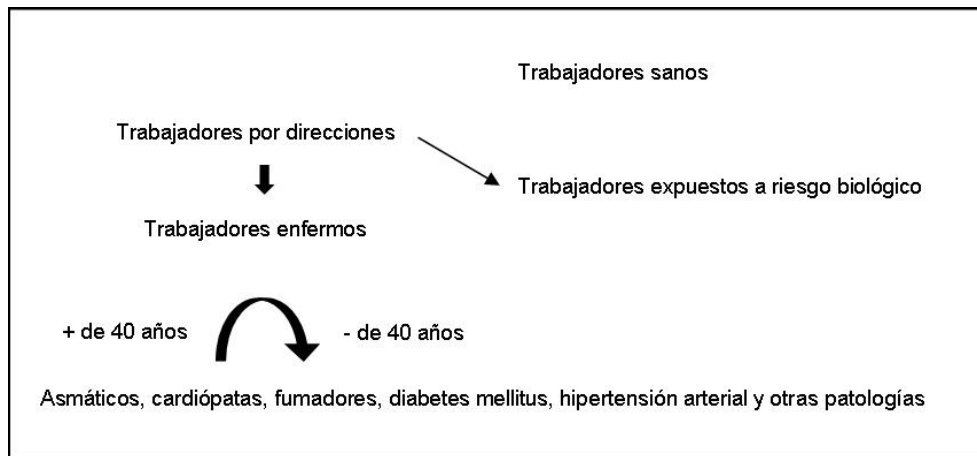 Trabajadores sanos
Trabajadores por direcciones
Trabajadores expuestos a riesgo biológico
Trabajadores enfermos
+ de 40 años
- de 40 años
Asmáticos, cardiópatas, fumadores, diabetes mellitus, hipertensión arterial y otras patologías